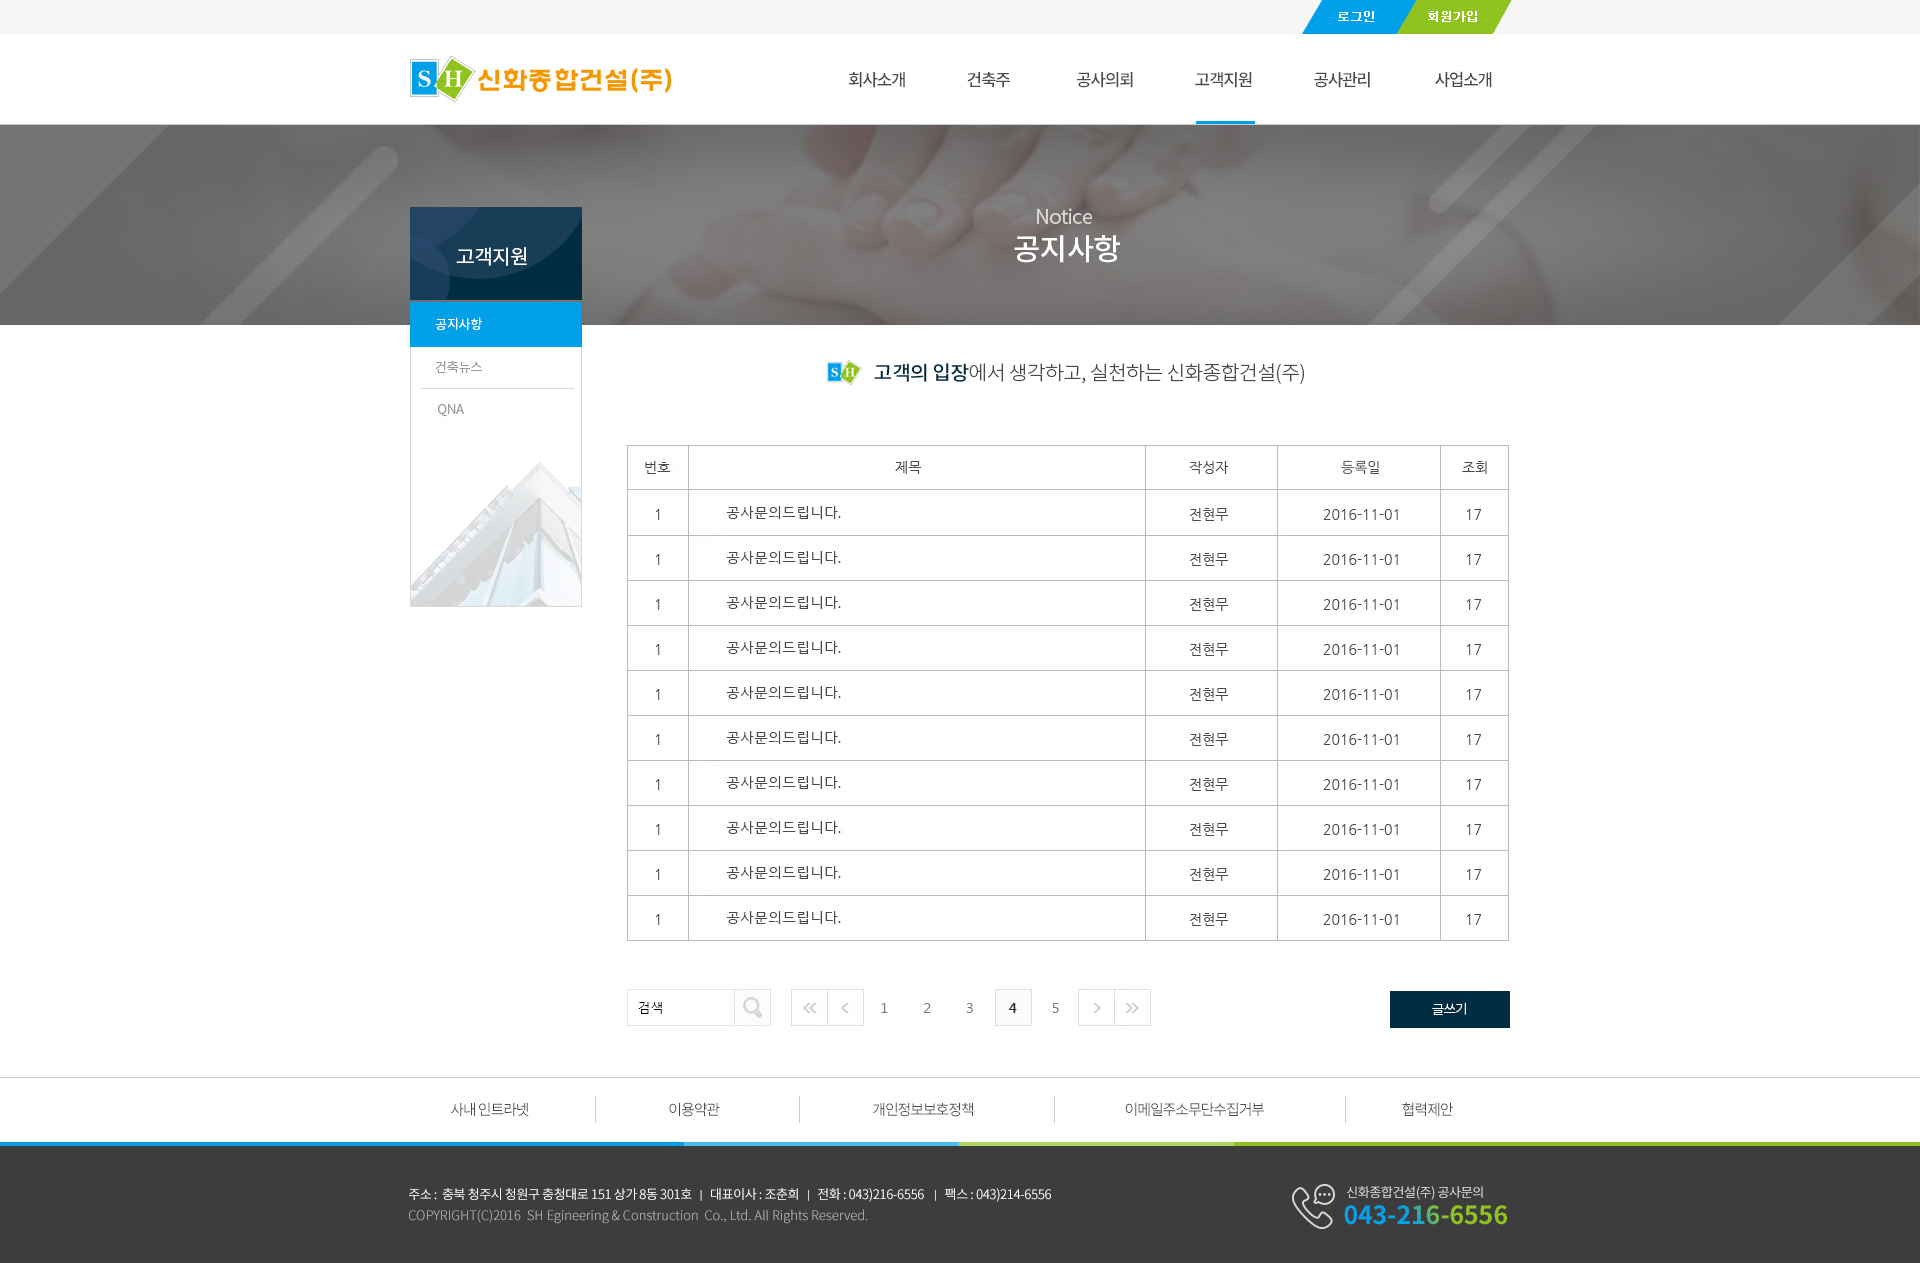 로그인 회원가입
SH 신화종합건설(주)
회사소개 건축주 공사의뢰 고객지원 공사관리 사업소개
Notice
공지사항
고객지원
공지사항
건축뉴스
QNA
SH 고객의 입장에서 생각하고, 실천하는 신화종합건설(주)
번호 제목 작성자 등록일 조회
1 공사문의드립니다. 전현무 2016-11-01 17
1 공사문의드립니다. 전현무 2016-11-01 17
1 공사문의드립니다. 전현무 2016-11-01 17
1 공사문의드립니다. 전현무 2016-11-01 17
1 공사문의드립니다. 전현무 2016-11-01 17
1 공사문의드립니다. 전현무 2016-11-01 17
1 공사문의드립니다. 전현무 2016-11-01 17
1 공사문의드립니다. 전현무 2016-11-01 17
1 공사문의드립니다. 전현무 2016-11-01 17
1 공사문의드립니다. 전현무 2016-11-01 17
검색 « < 1 2 3 4 5 > » 글쓰기
사내 인트라넷 이용약관 개인정보보호정책 이메일주소무단수집거부 협력제안
주소 : 충북 청주시 청원구 충청대로 151 상가 8동 301호 | 대표이사 : 조춘희 | 전화 : 043)216-6556 | 팩스 : 043)214-6556
COPYRIGHT(C)2016 SH Egineering & Construction Co., Ltd. All Rights Reserved.
신화종합건설(주) 공사문의
043-216-6556